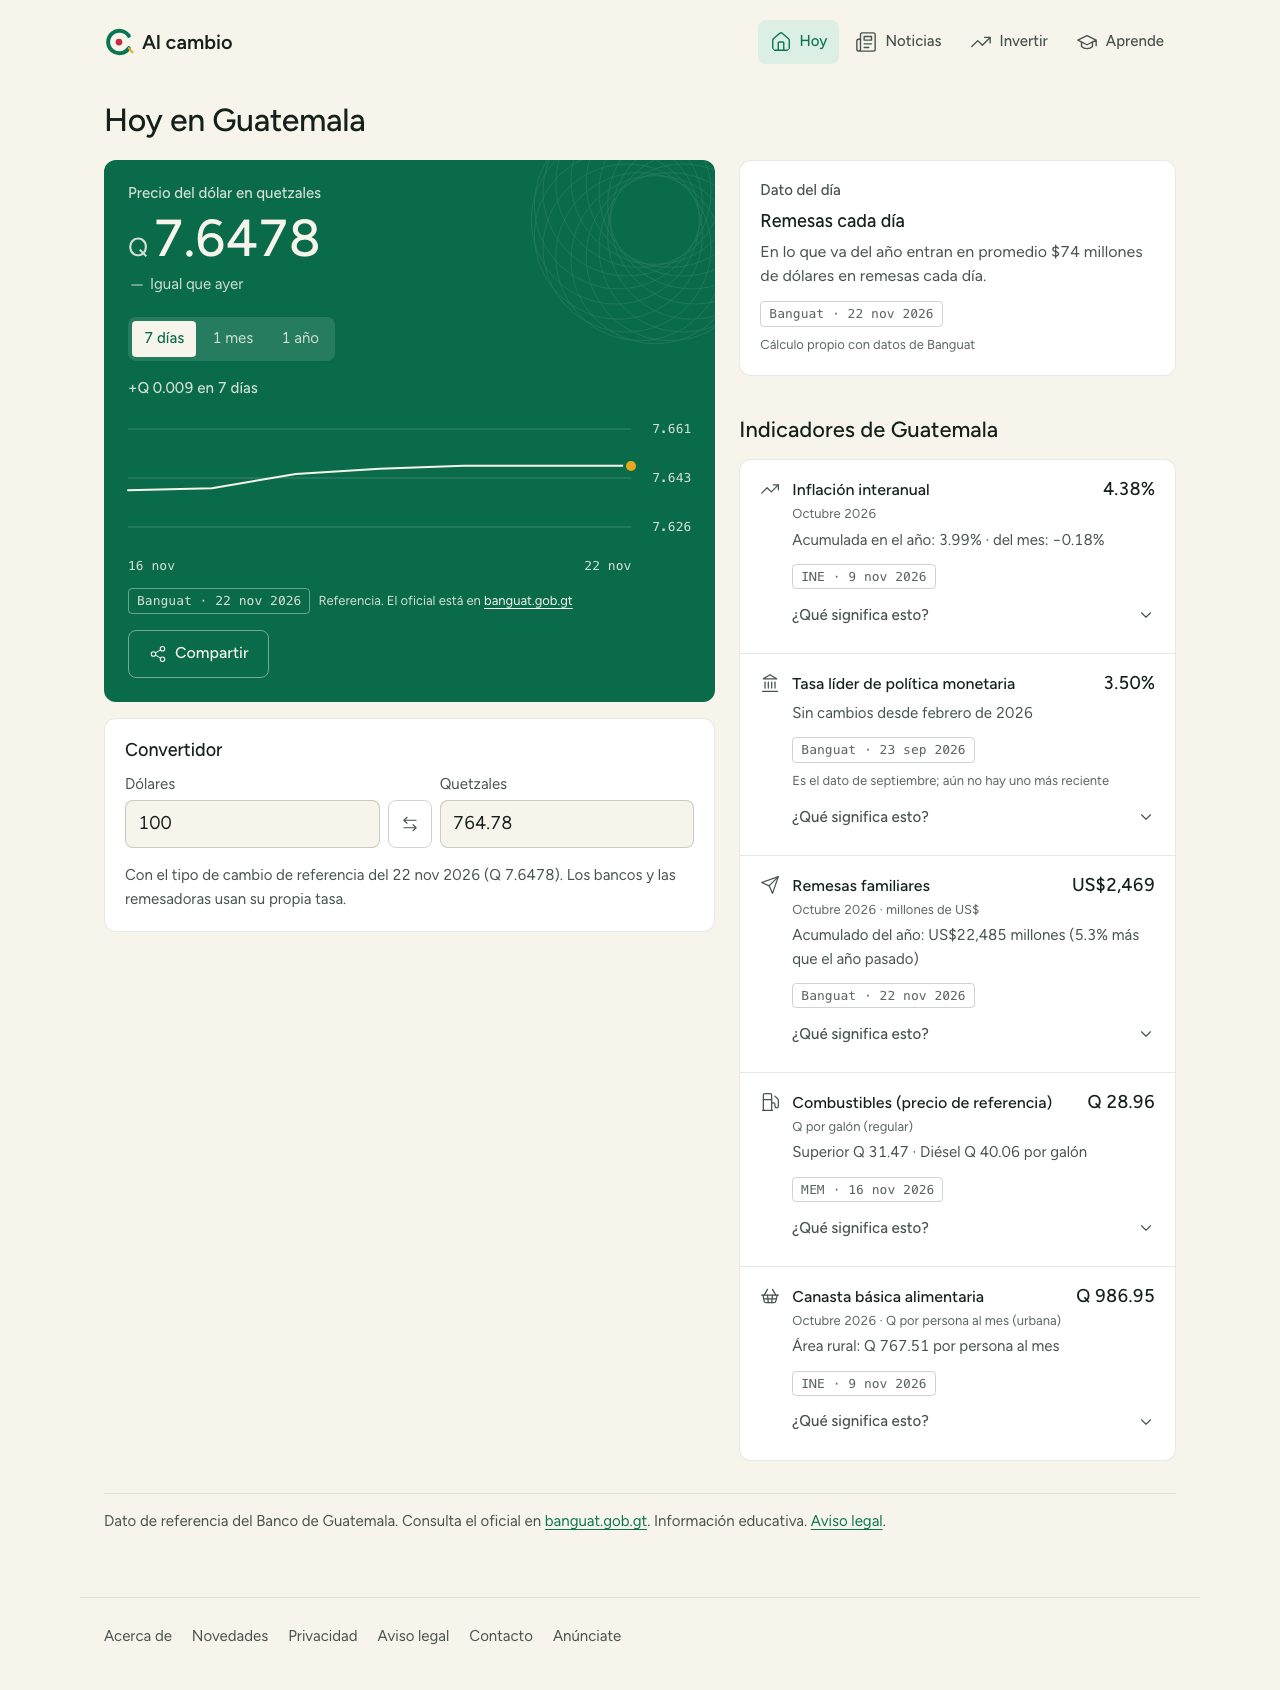 Al cambio
Hoy
Noticias
Invertir
Aprende
Hoy en Guatemala
Precio del dólar en quetzales
Q 7.6478
— Igual que ayer
7 días
1 mes
1 año
+Q 0.009 en 7 días
7.661
7.643
7.626
16 nov
22 nov
Banguat · 22 nov 2026
Referencia. El oficial está en banguat.gob.gt
Compartir
Convertidor
Dólares
Quetzales
100
764.78
Con el tipo de cambio de referencia del 22 nov 2026 (Q 7.6478). Los bancos y las
remesadoras usan su propia tasa.
Dato del día
Remesas cada día
En lo que va del año entran en promedio $74 millones
de dólares en remesas cada día.
Banguat · 22 nov 2026
Cálculo propio con datos de Banguat
Indicadores de Guatemala
Inflación interanual
4.38%
Octubre 2026
Acumulada en el año: 3.99% · del mes: −0.18%
INE · 9 nov 2026
¿Qué significa esto?
Tasa líder de política monetaria
3.50%
Sin cambios desde febrero de 2026
Banguat · 23 sep 2026
Es el dato de septiembre; aún no hay uno más reciente
¿Qué significa esto?
Remesas familiares
US$2,469
Octubre 2026 · millones de US$
Acumulado del año: US$22,485 millones (5.3% más
que el año pasado)
Banguat · 22 nov 2026
¿Qué significa esto?
Combustibles (precio de referencia)
Q 28.96
Q por galón (regular)
Superior Q 31.47 · Diésel Q 40.06 por galón
MEM · 16 nov 2026
¿Qué significa esto?
Canasta básica alimentaria
Q 986.95
Octubre 2026 · Q por persona al mes (urbana)
Área rural: Q 767.51 por persona al mes
INE · 9 nov 2026
¿Qué significa esto?
Dato de referencia del Banco de Guatemala. Consulta el oficial en banguat.gob.gt. Información educativa. Aviso legal.
Acerca de
Novedades
Privacidad
Aviso legal
Contacto
Anúnciate